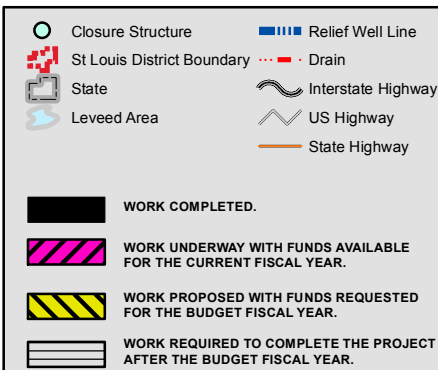 Closure Structure
St Louis District Boundary
State
Leveed Area
Relief Well Line
Drain
Interstate Highway
US Highway
State Highway
WORK COMPLETED.
WORK UNDERWAY WITH FUNDS AVAILABLE
FOR THE CURRENT FISCAL YEAR.
WORK PROPOSED WITH FUNDS REQUESTED
FOR THE BUDGET FISCAL YEAR.
WORK REQUIRED TO COMPLETE THE PROJECT
AFTER THE BUDGET FISCAL YEAR.